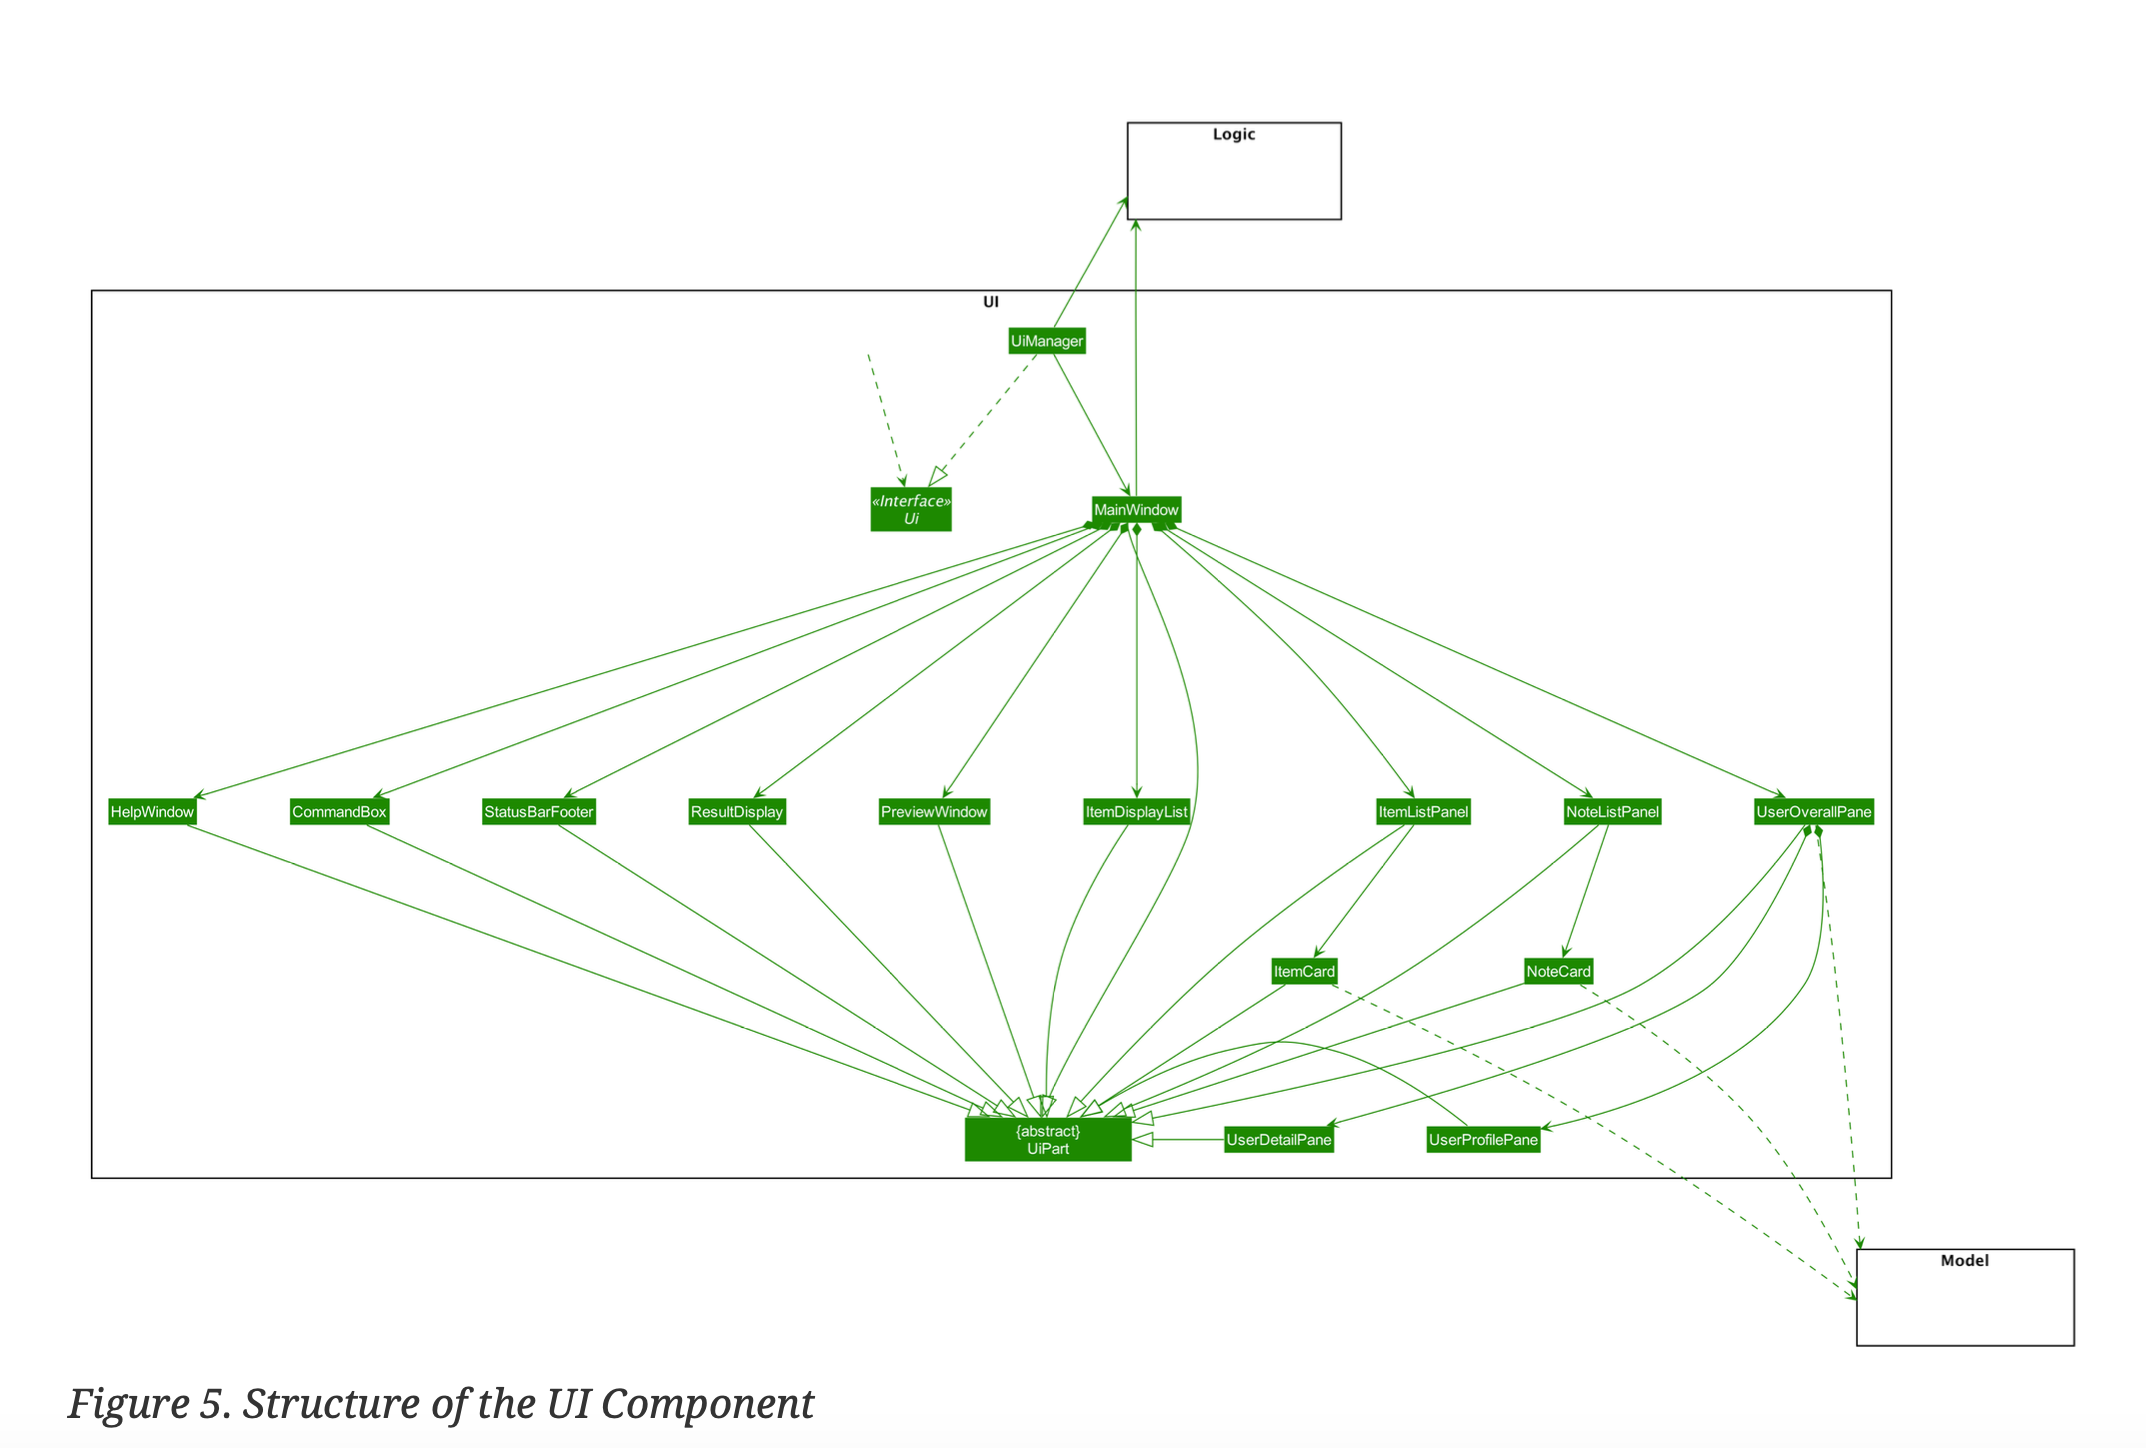 Logic
UI
UiManager
«Interface»
Ui
MainWindow
HelpWindow
CommandBox
StatusBarFooter
ResultDisplay
PreviewWindow
ItemDisplayList
ItemListPanel
NoteListPanel
UserOverallPane
ItemCard
NoteCard
{abstract}
UiPart
UserDetailPane
UserProfilePane
Model
Figure 5. Structure of the UI Component